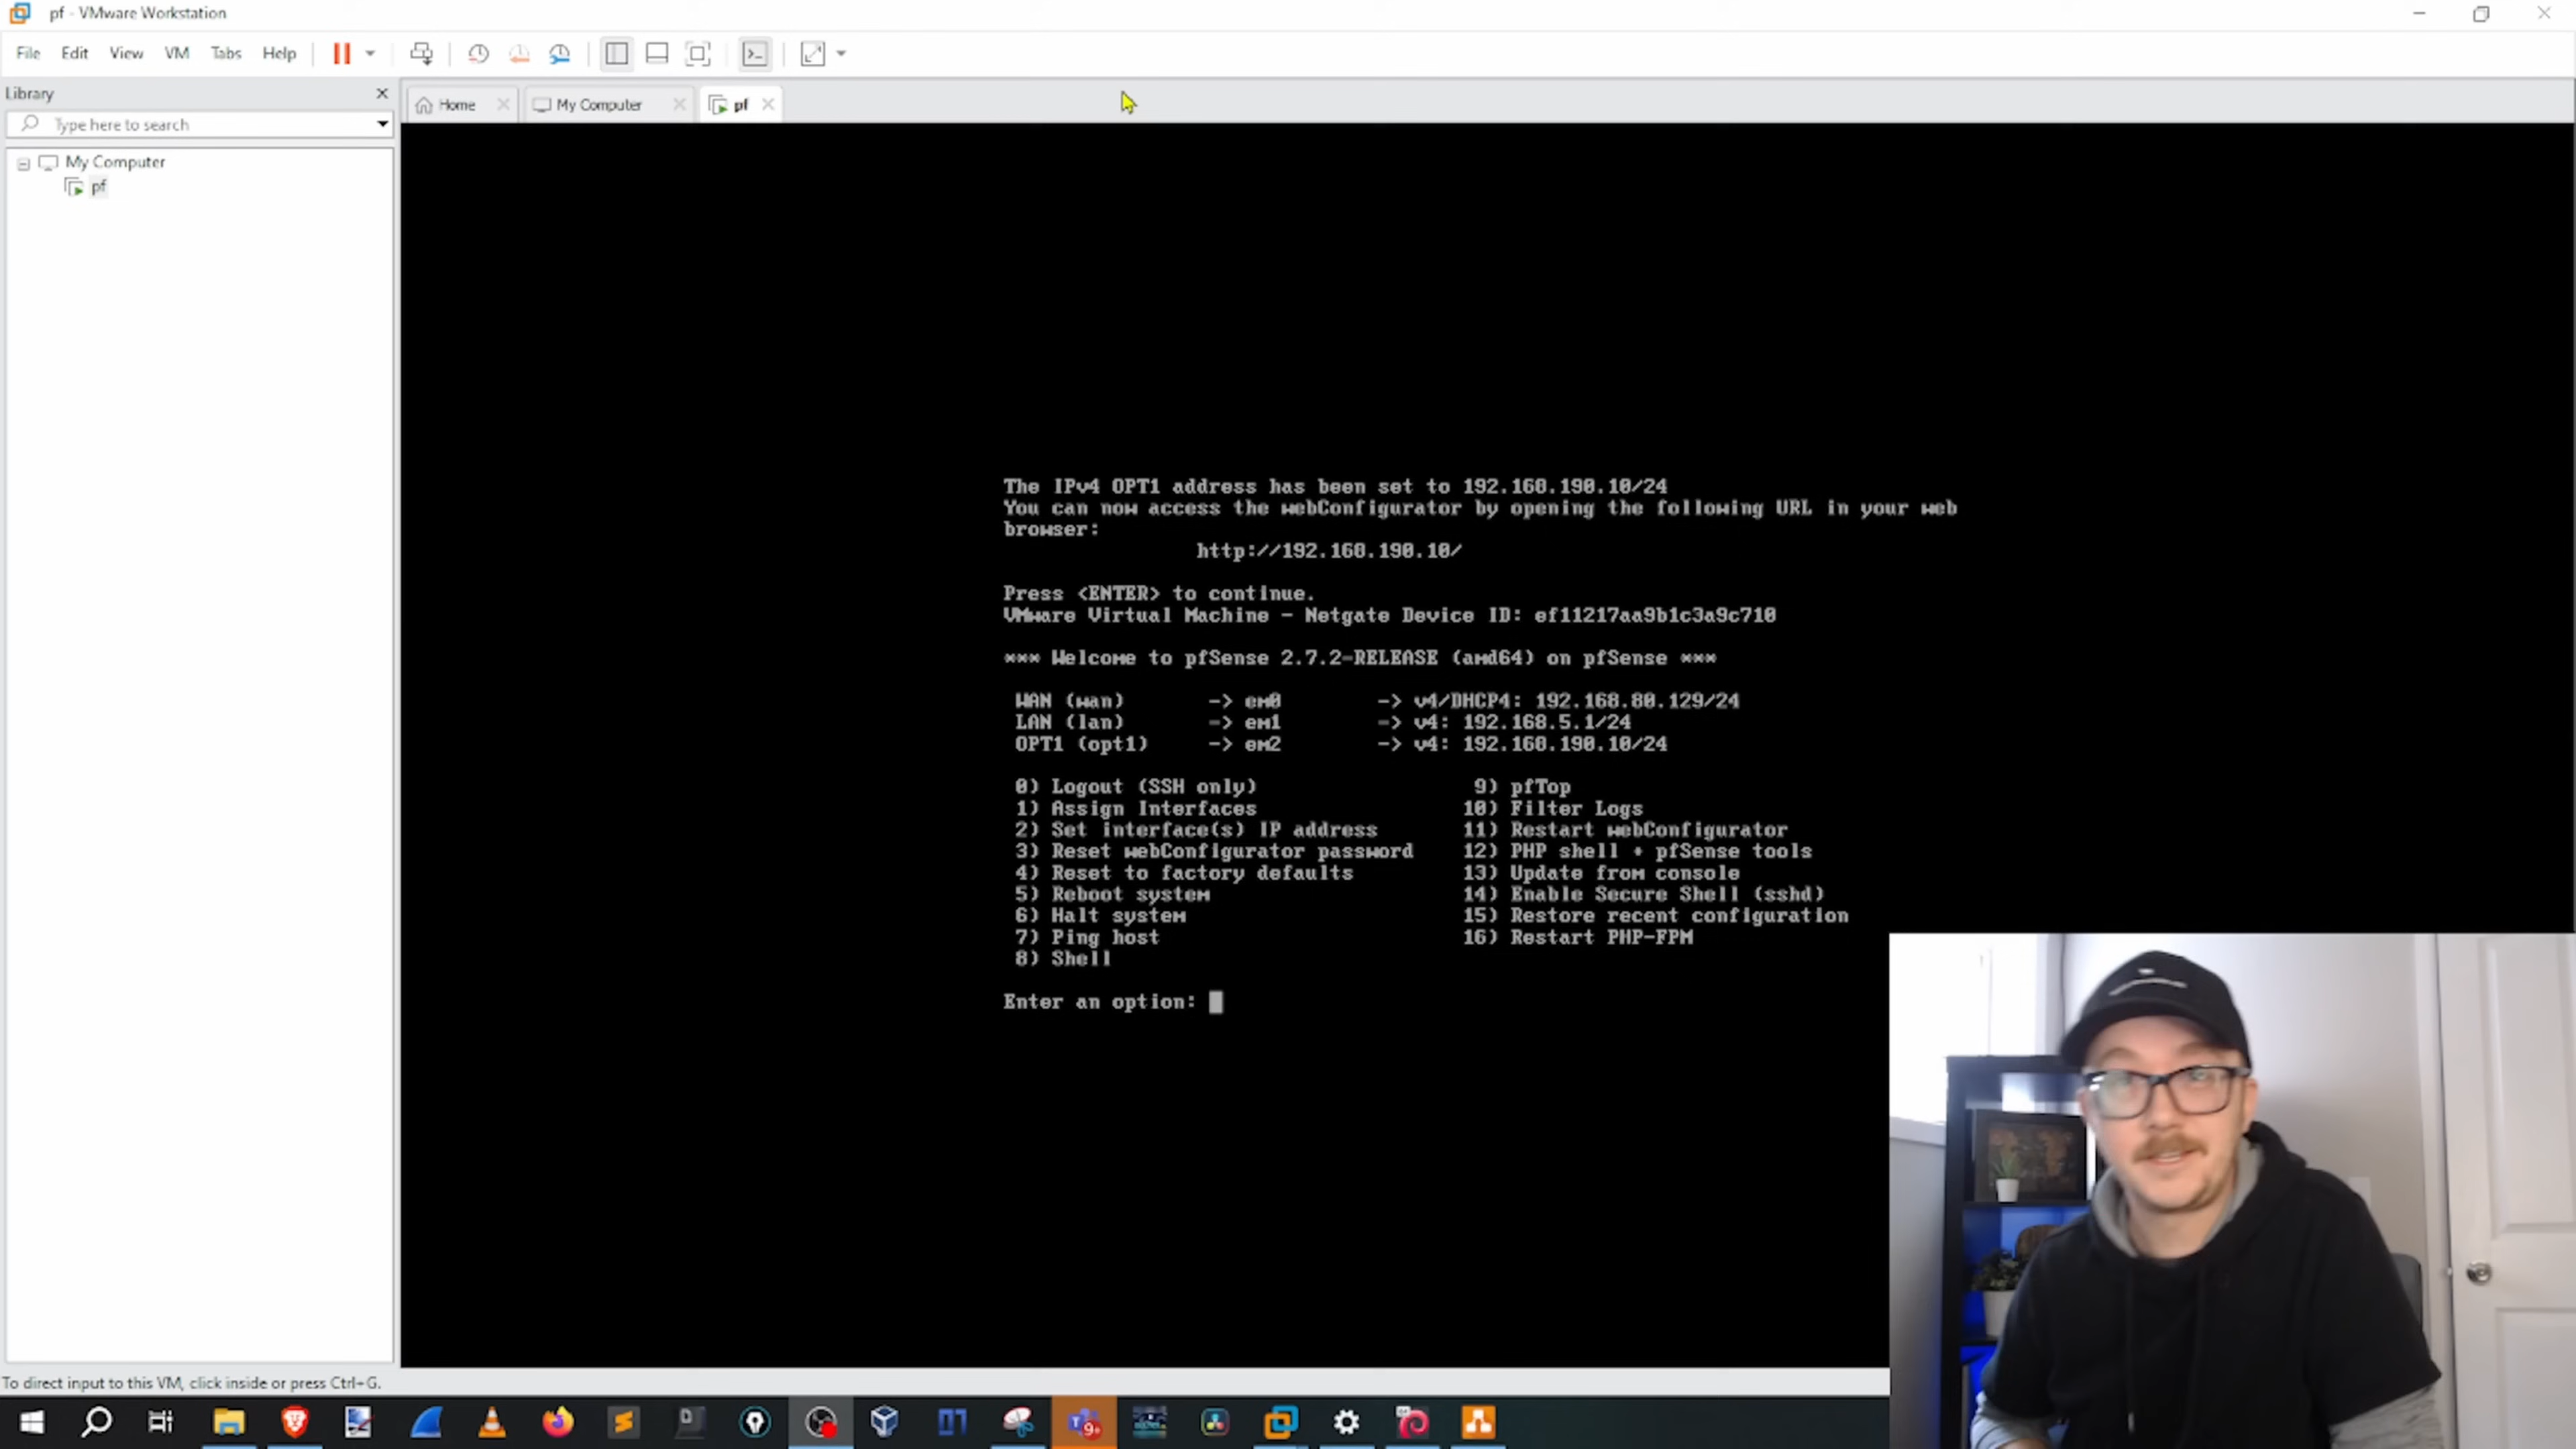 pf - VMware Workstation
File Edit View VM Tabs Help
Library
Type here to search
My Computer
pf
Home
My Computer
pf
The IPv4 OPT1 address has been set to 192.168.190.10/24
You can now access the webConfigurator by opening the following URL in your web
browser:
http://192.168.190.10/
Press <ENTER> to continue.
VMware Virtual Machine - Netgate Device ID: ef11217aa9b1c3a9c710
*** Welcome to pfSense 2.7.2-RELEASE (amd64) on pfSense ***
WAN (wan) -> em0 -> v4/DHCP4: 192.168.80.129/24
LAN (lan) -> em1 -> v4: 192.168.5.1/24
OPT1 (opt1) -> em2 -> v4: 192.168.190.10/24
0) Logout (SSH only) 9) pfTop
1) Assign Interfaces 10) Filter Logs
2) Set interface(s) IP address 11) Restart webConfigurator
3) Reset webConfigurator password 12) PHP shell + pfSense tools
4) Reset to factory defaults 13) Update from console
5) Reboot system 14) Enable Secure Shell (sshd)
6) Halt system 15) Restore recent configuration
7) Ping host 16) Restart PHP-FPM
8) Shell
Enter an option:
To direct input to this VM, click inside or press Ctrl+G.